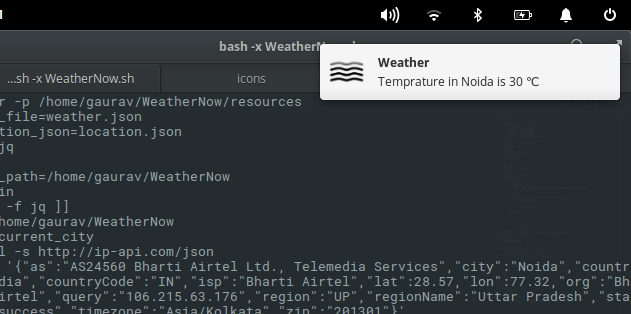 bash -x WeatherNow.sh
...sh -x WeatherNow.sh
icons
Weather
Temprature in Noida is 30 ℃
r -p /home/gaurav/WeatherNow/resources
_file=weather.json
tion_json=location.json
jq
_path=/home/gaurav/WeatherNow
in
-f jq ]]
home/gaurav/WeatherNow
current_city
l -s http://ip-api.com/json
'{"as":"AS24560 Bharti Airtel Ltd., Telemedia Services","city":"Noida","countr
dia","countryCode":"IN","isp":"Bharti Airtel","lat":28.57,"lon":77.32,"org":"Bh
irtel","query":"106.215.63.176","region":"UP","regionName":"Uttar Pradesh","sta
success","timezone":"Asia/Kolkata","zip":"201301"}'